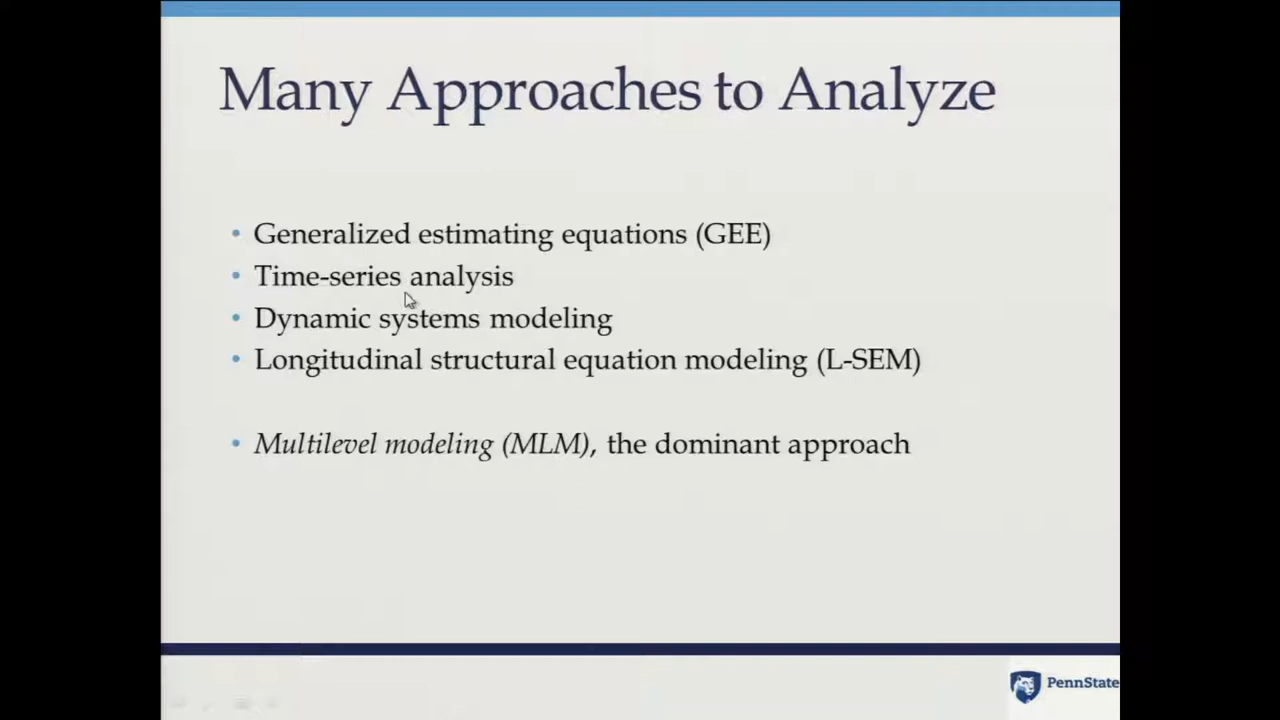 Many Approaches to Analyze
• Generalized estimating equations (GEE)
• Time-series analysis
• Dynamic systems modeling
• Longitudinal structural equation modeling (L-SEM)
• Multilevel modeling (MLM), the dominant approach
PennState